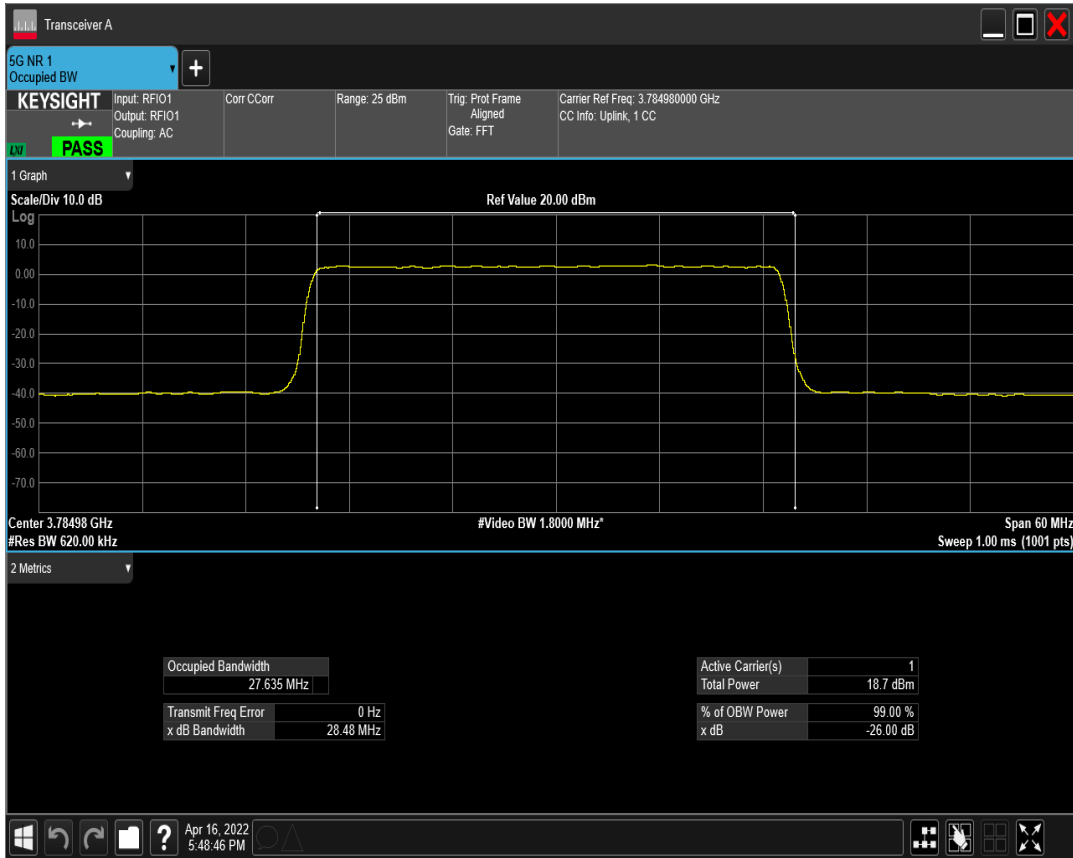 Transceiver A
5G NR 1
Occupied BW
KEYSIGHT
LXI
PASS
Input: RFIO1
Output: RFIO1
Coupling: AC
Corr CCorr
Range: 25 dBm
Trig: Prot Frame
Aligned
Gate: FFT
Carrier Ref Freq: 3.784980000 GHz
CC Info: Uplink, 1 CC
1 Graph
Scale/Div 10.0 dB
Ref Value 20.00 dBm
Log
10.0
0.00
-10.0
-20.0
-30.0
-40.0
-50.0
-60.0
-70.0
Center 3.78498 GHz
#Video BW 1.8000 MHz*
Span 60 MHz
#Res BW 620.00 kHz
Sweep 1.00 ms (1001 pts)
2 Metrics
Occupied Bandwidth
27.635 MHz
Transmit Freq Error 0 Hz
x dB Bandwidth 28.48 MHz
Active Carrier(s) 1
Total Power 18.7 dBm
% of OBW Power 99.00 %
x dB -26.00 dB
?
Apr 16, 2022
5:48:46 PM